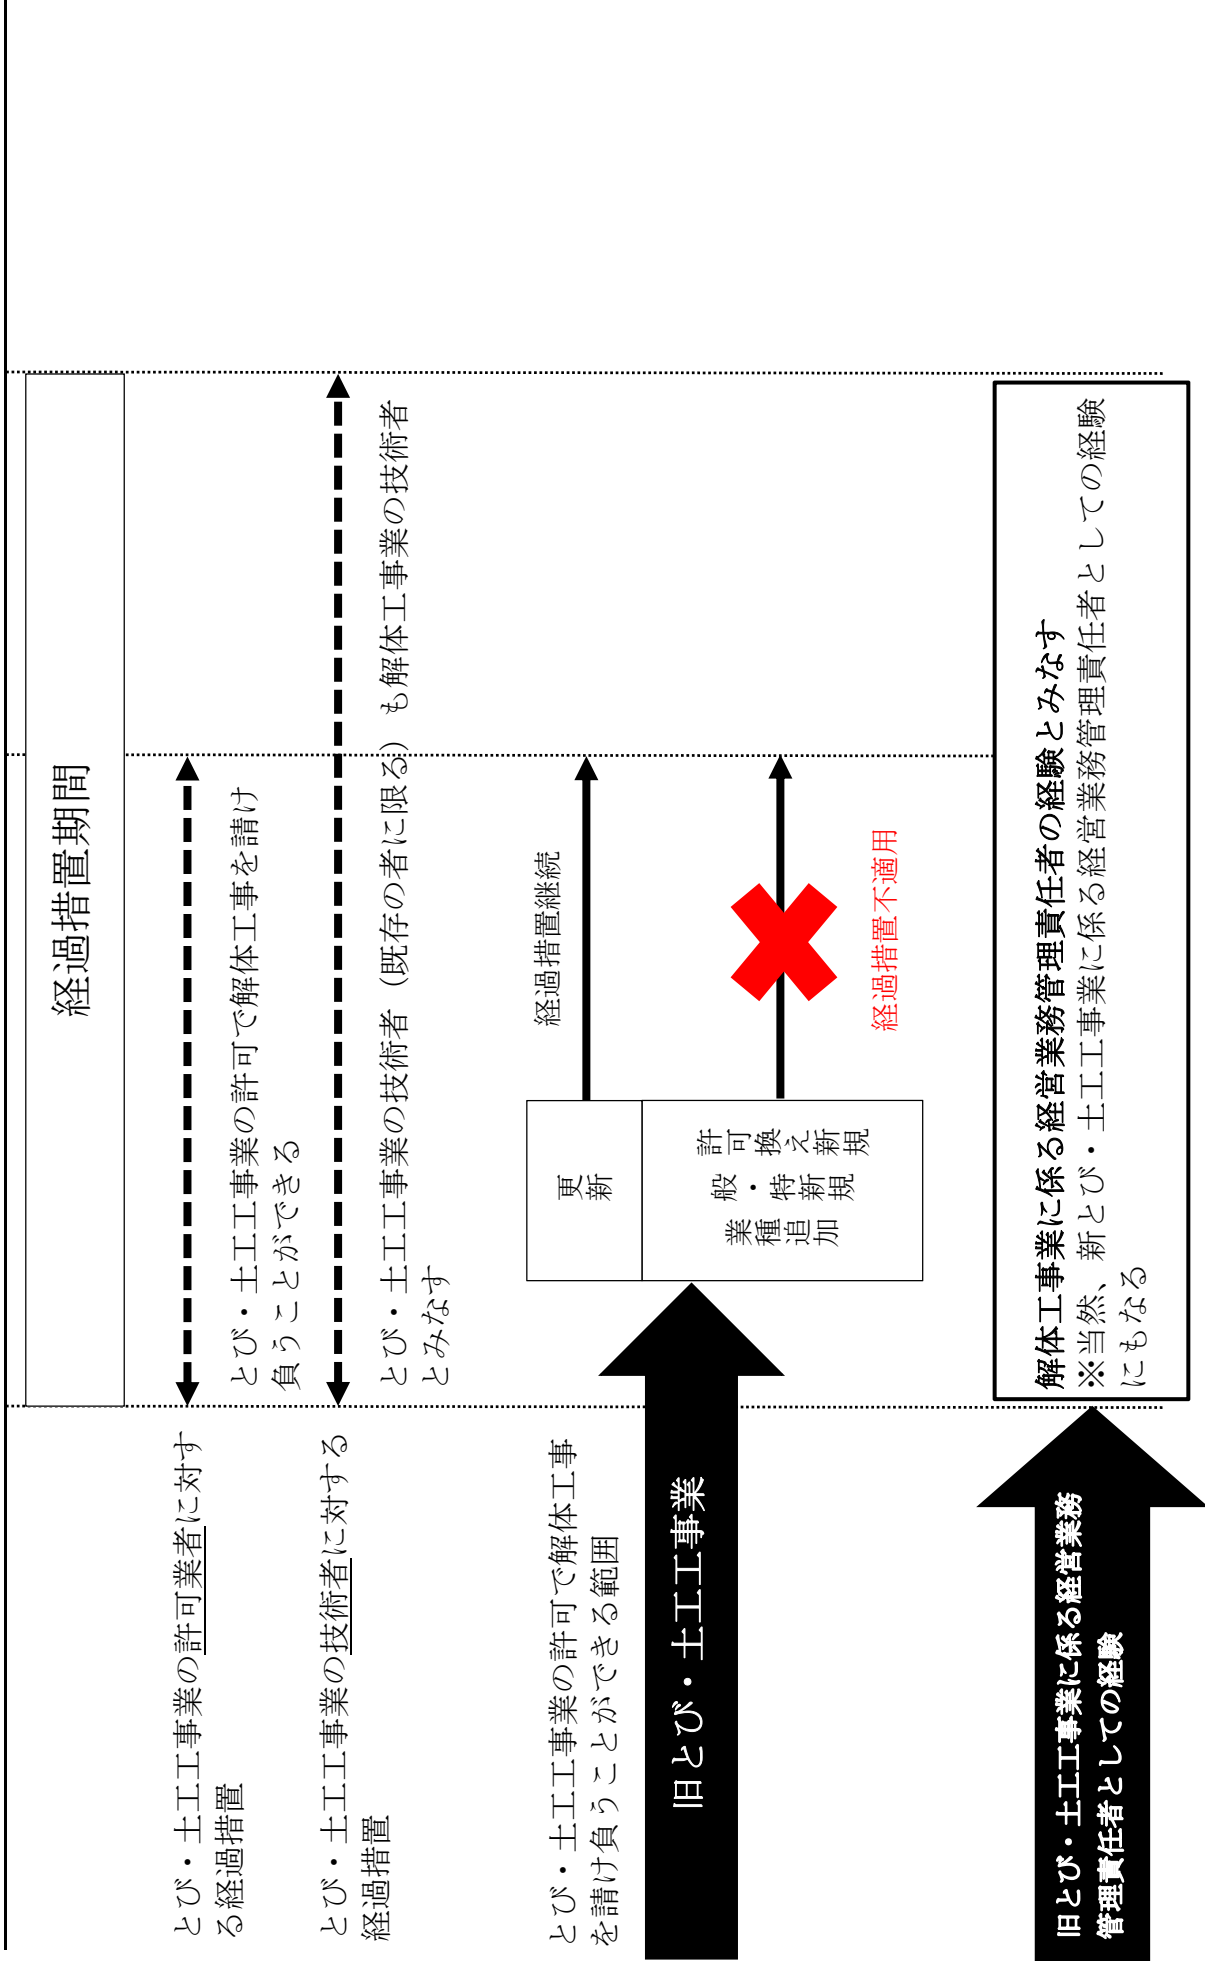 経過措置期間
とび・土工工事業の許可業者に対す
る経過措置
とび・土工工事業の許可で解体工事を請け
負うことができる
とび・土工工事業の技術者に対する
経過措置
とび・土工工事業の技術者（既存の者に限る）も解体工事業の技術者
とみなす
とび・土工工事業の許可で解体工事
を請け負うことができる範囲
旧とび・土工工事業
更新
経過措置継続
許可換え新規
般・特新規
業種追加
経過措置不適用
旧とび・土工工事業に係る経営業務
管理責任者としての経験
解体工事業に係る経営業務管理責任者の経験とみなす
※当然、新とび・土工工事業に係る経営業務管理責任者としての経験
にもなる